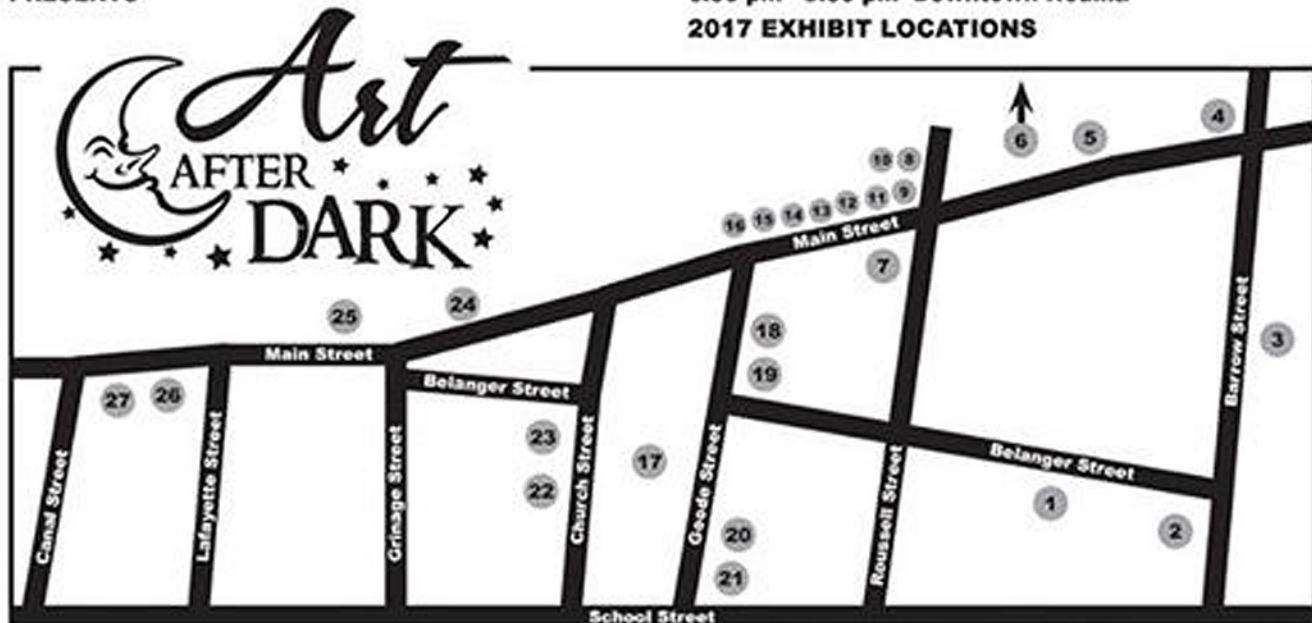 2017 EXHIBIT LOCATIONS
Art
AFTER
DARK
4
6
5
10 8
16 15 14 13 12 11 9
Main Street
7
25
24
18
19
3
Main Street
Belanger Street
27 26
23
22
17
Belanger Street
1
2
20
21
Canal Street
Lafayette Street
Grinage Street
Church Street
Goode Street
Roussell Street
Barrow Street
School Street